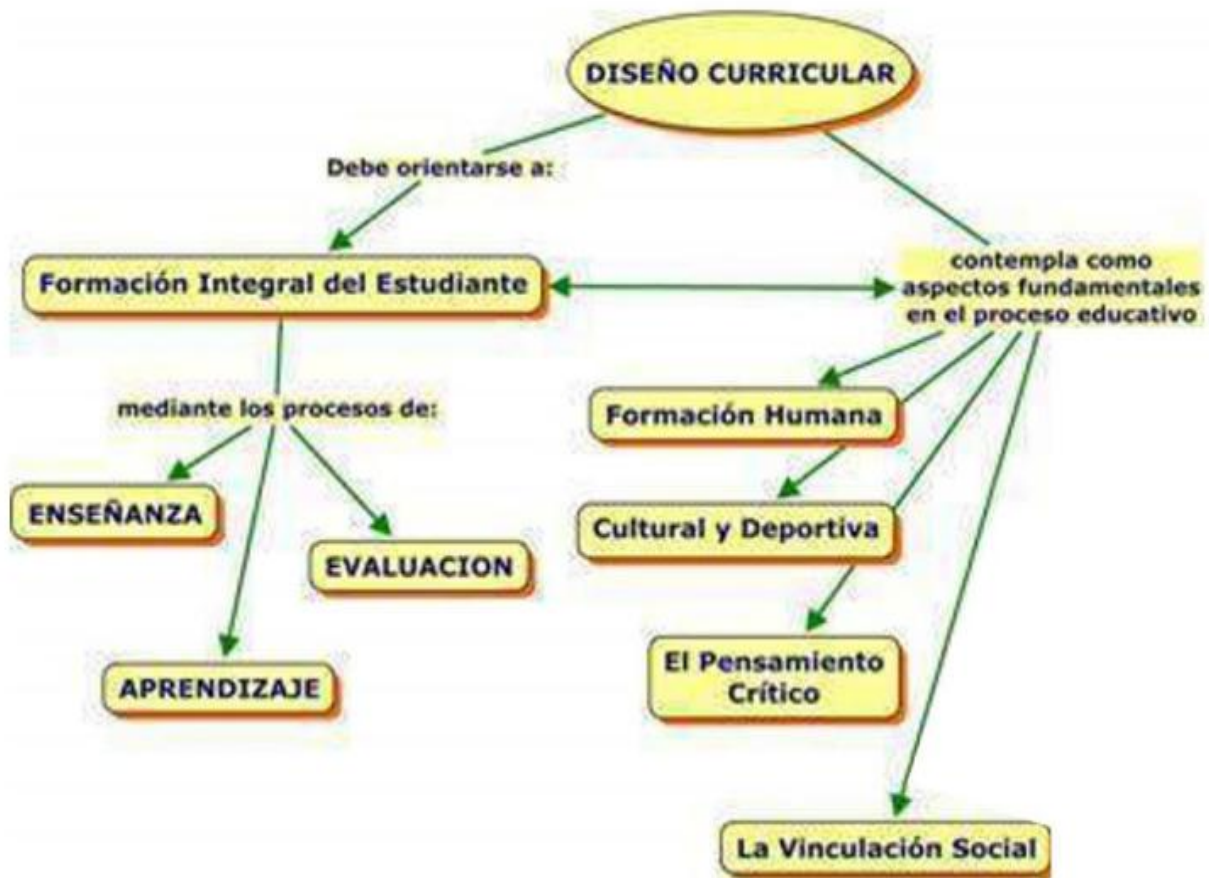 DISEÑO CURRICULAR
Debe orientarse a:
Formación Integral del Estudiante
contempla como
aspectos fundamentales
en el proceso educativo
mediante los procesos de:
ENSEÑANZA
EVALUACION
APRENDIZAJE
Formación Humana
Cultural y Deportiva
El Pensamiento
Crítico
La Vinculación Social